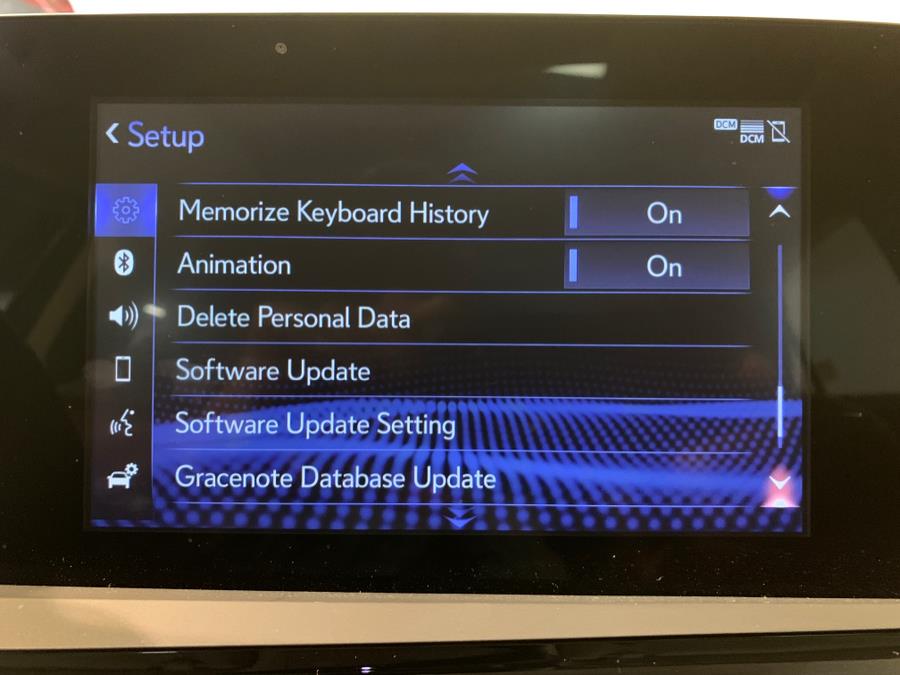 Setup
DCM
DCM
Memorize Keyboard History
On
Animation
On
Delete Personal Data
Software Update
Software Update Setting
Gracenote Database Update